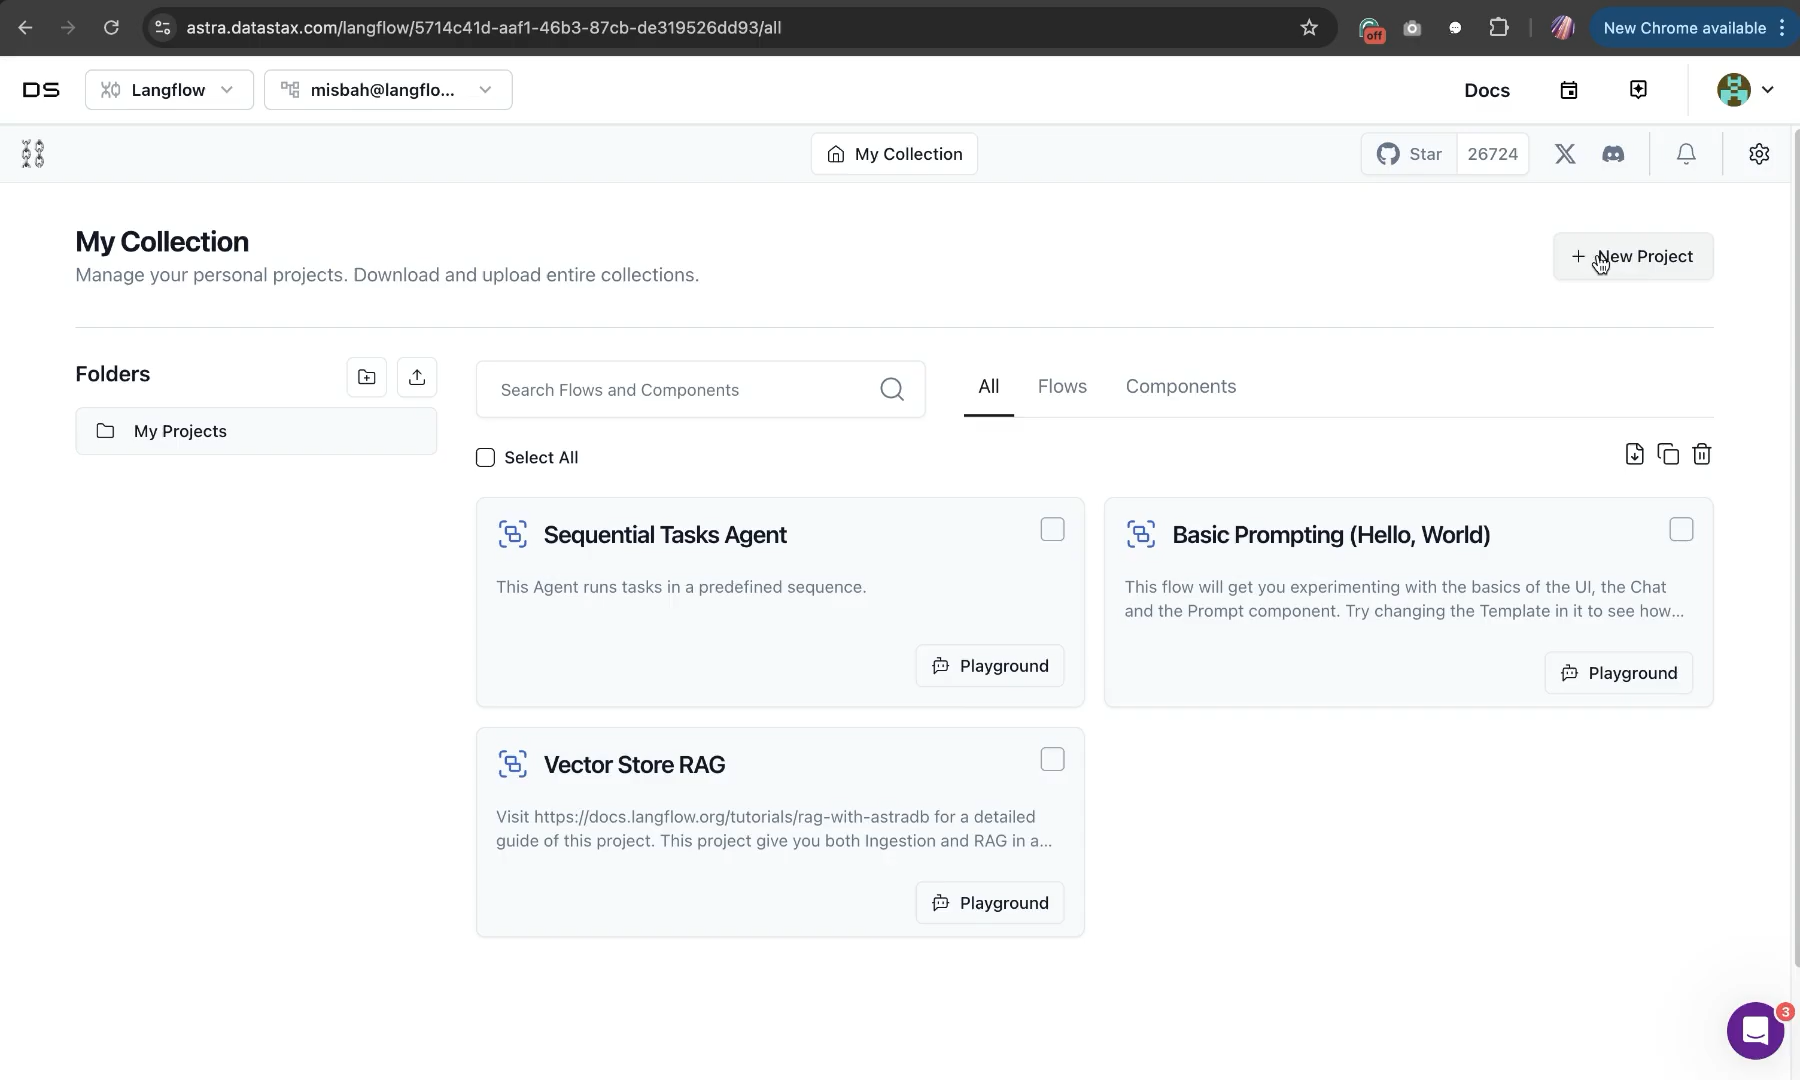 astra.datastax.com/langflow/5714c41d-aaf1-46b3-87cb-de319526dd93/all
off
New Chrome available
DS
Langflow
misbah@langflo...
Docs
My Collection
Star
26724
My Collection
Manage your personal projects. Download and upload entire collections.
+ New Project
Folders
My Projects
Search Flows and Components
All
Flows
Components
Select All
Sequential Tasks Agent
This Agent runs tasks in a predefined sequence.
Playground
Basic Prompting (Hello, World)
This flow will get you experimenting with the basics of the UI, the Chat
and the Prompt component. Try changing the Template in it to see how...
Playground
Vector Store RAG
Visit https://docs.langflow.org/tutorials/rag-with-astradb for a detailed
guide of this project. This project give you both Ingestion and RAG in a...
Playground
3